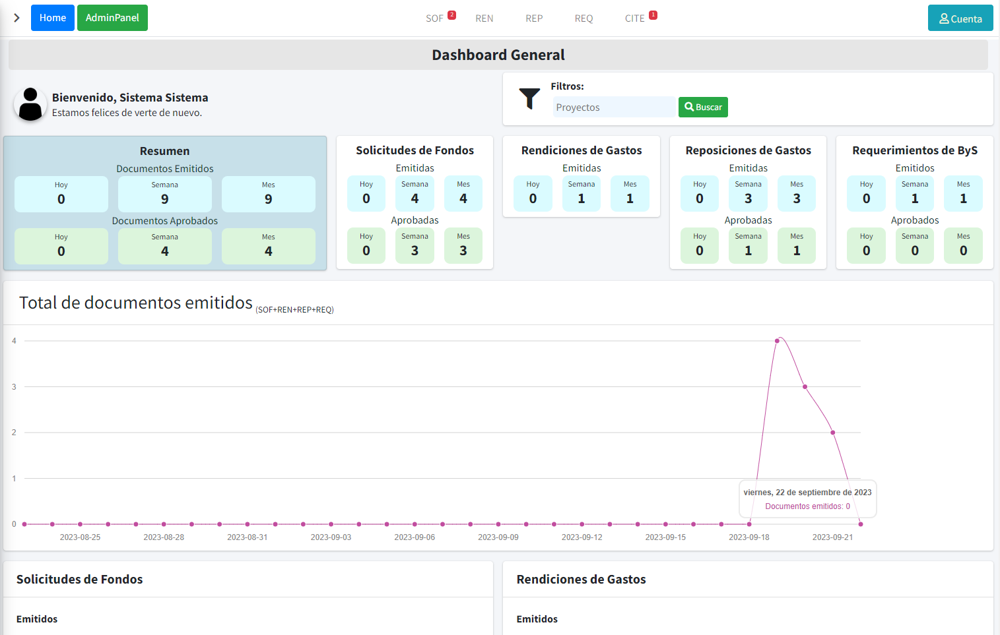 Home AdminPanel SOF 2 REN REP REQ CITE 1 Cuenta
Dashboard General
Bienvenido, Sistema Sistema
Estamos felices de verte de nuevo.
Filtros:
Proyectos Buscar
Resumen
Documentos Emitidos
Hoy Semana Mes
0 9 9
Documentos Aprobados
Hoy Semana Mes
0 4 4
Solicitudes de Fondos
Emitidas
Hoy Semana Mes
0 4 4
Aprobadas
Hoy Semana Mes
0 3 3
Rendiciones de Gastos
Emitidas
Hoy Semana Mes
0 1 1
Reposiciones de Gastos
Emitidas
Hoy Semana Mes
0 3 3
Aprobadas
Hoy Semana Mes
0 1 1
Requerimientos de ByS
Emitidos
Hoy Semana Mes
0 1 1
Aprobados
Hoy Semana Mes
0 0 0
Total de documentos emitidos (SOF+REN+REP+REQ)
4
3
2
1
0
viernes, 22 de septiembre de 2023
Documentos emitidos: 0
2023-08-25 2023-08-28 2023-08-31 2023-09-03 2023-09-06 2023-09-09 2023-09-12 2023-09-15 2023-09-18 2023-09-21
Solicitudes de Fondos
Emitidos
Rendiciones de Gastos
Emitidos